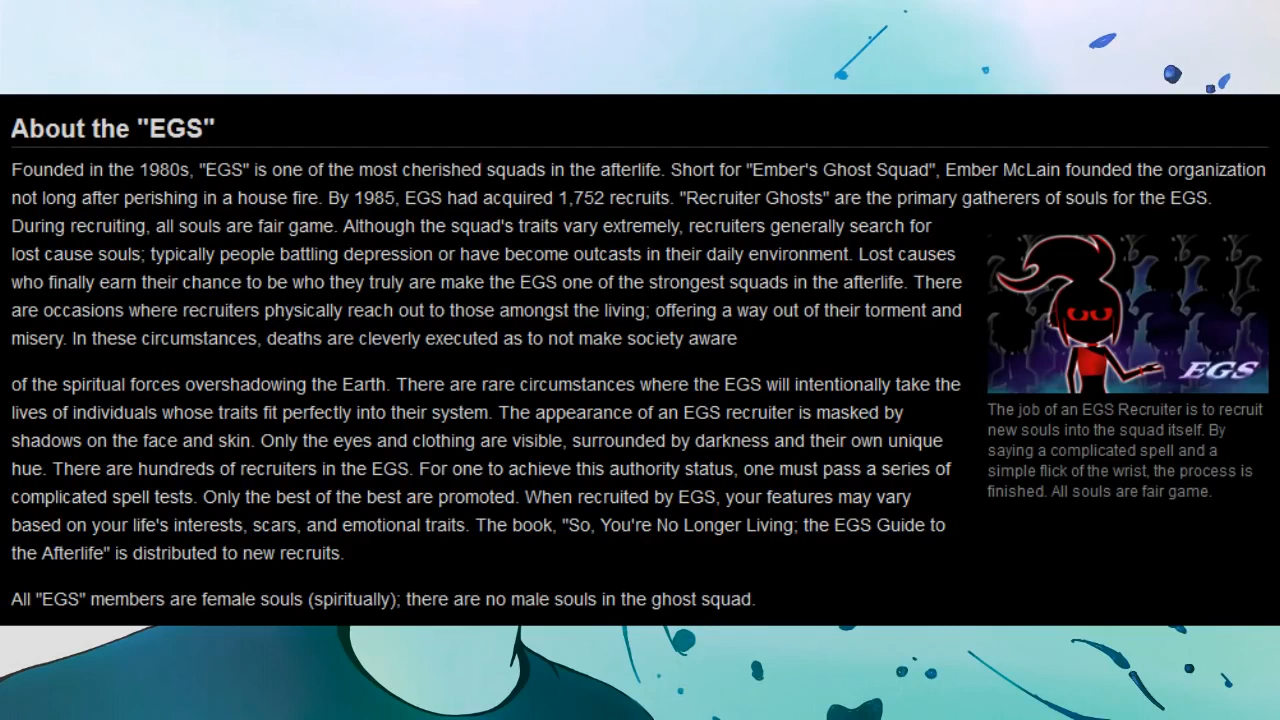 About the "EGS"
Founded in the 1980s, "EGS" is one of the most cherished squads in the afterlife. Short for "Ember's Ghost Squad", Ember McLain founded the organization
not long after perishing in a house fire. By 1985, EGS had acquired 1,752 recruits. "Recruiter Ghosts" are the primary gatherers of souls for the EGS.
During recruiting, all souls are fair game. Although the squad's traits vary extremely, recruiters generally search for
lost cause souls; typically people battling depression or have become outcasts in their daily environment. Lost causes
who finally earn their chance to be who they truly are make the EGS one of the strongest squads in the afterlife. There
are occasions where recruiters physically reach out to those amongst the living; offering a way out of their torment and
misery. In these circumstances, deaths are cleverly executed as to not make society aware
of the spiritual forces overshadowing the Earth. There are rare circumstances where the EGS will intentionally take the
lives of individuals whose traits fit perfectly into their system. The appearance of an EGS recruiter is masked by
shadows on the face and skin. Only the eyes and clothing are visible, surrounded by darkness and their own unique
hue. There are hundreds of recruiters in the EGS. For one to achieve this authority status, one must pass a series of
complicated spell tests. Only the best of the best are promoted. When recruited by EGS, your features may vary
based on your life's interests, scars, and emotional traits. The book, "So, You're No Longer Living; the EGS Guide to
the Afterlife" is distributed to new recruits.
All "EGS" members are female souls (spiritually); there are no male souls in the ghost squad.
EGS
The job of an EGS Recruiter is to recruit
new souls into the squad itself. By
saying a complicated spell and a
simple flick of the wrist, the process is
finished. All souls are fair game.